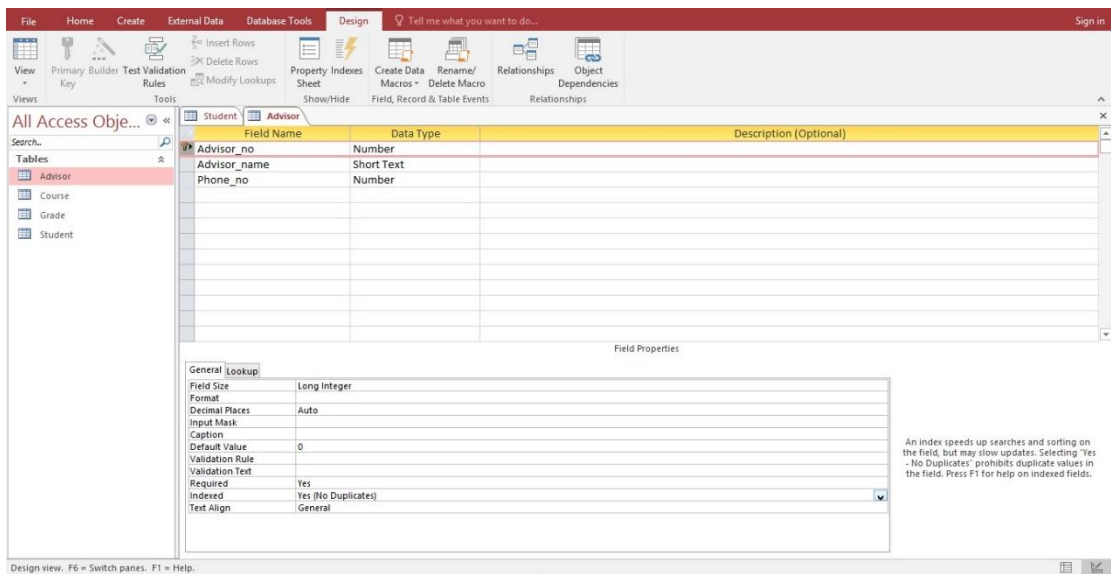 File Home Create External Data Database Tools Design Tell me what you want to do... Sign in
View
Primary Key
Builder
Test Validation Rules
Insert Rows
Delete Rows
Modify Lookups
Property Sheet
Indexes
Create Data Macros
Rename/ Delete Macro
Relationships
Object Dependencies
Views Tools Show/Hide Field, Record & Table Events Relationships
All Access Obje... «
Search...
Tables
Advisor
Course
Grade
Student
Student Advisor
Field Name Data Type Description (Optional)
Advisor_no Number
Advisor_name Short Text
Phone_no Number
Field Properties
General Lookup
Field Size Long Integer
Format
Decimal Places Auto
Input Mask
Caption
Default Value 0
Validation Rule
Validation Text
Required Yes
Indexed Yes (No Duplicates)
Text Align General
An index speeds up searches and sorting on
the field, but may slow updates. Selecting "Yes
- No Duplicates" prohibits duplicate values in
the field. Press F1 for help on indexed fields.
Design view. F6 = Switch panes. F1 = Help.